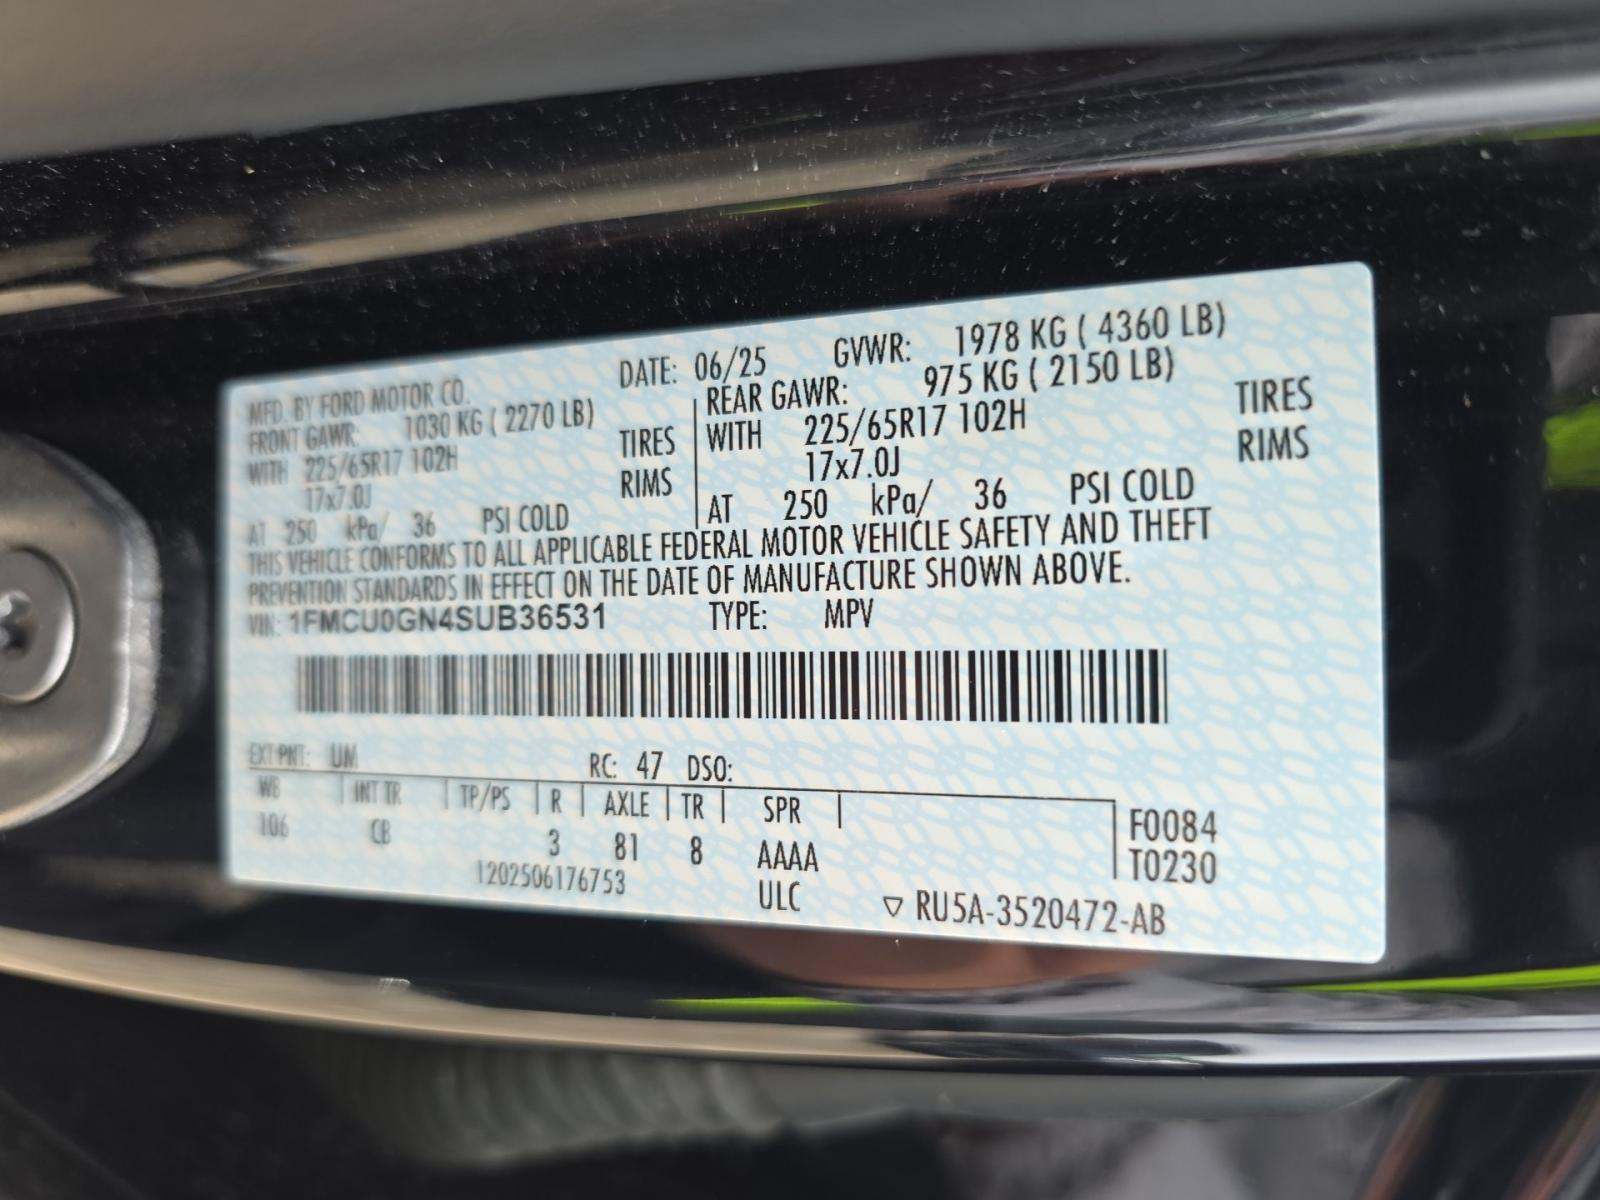 MFD. BY FORD MOTOR CO. DATE: 06/25 GVWR: 1978 KG ( 4360 LB)
FRONT GAWR: 1030 KG ( 2270 LB) REAR GAWR: 975 KG ( 2150 LB)
WITH 225/65R17 102H TIRES WITH 225/65R17 102H TIRES
17x7.0J RIMS 17x7.0J RIMS
AT 250 kPa/ 36 PSI COLD AT 250 kPa/ 36 PSI COLD
THIS VEHICLE CONFORMS TO ALL APPLICABLE FEDERAL MOTOR VEHICLE SAFETY AND THEFT
PREVENTION STANDARDS IN EFFECT ON THE DATE OF MANUFACTURE SHOWN ABOVE.
VIN: 1FMCU0GN4SUB36531 TYPE: MPV
EXT PNT: UM RC: 47 DSO:
WB INT TR TP/PS R AXLE TR SPR F0084
106 CB 3 81 8 AAAA T0230
1202506176753 ULC ▽ RU5A-3520472-AB